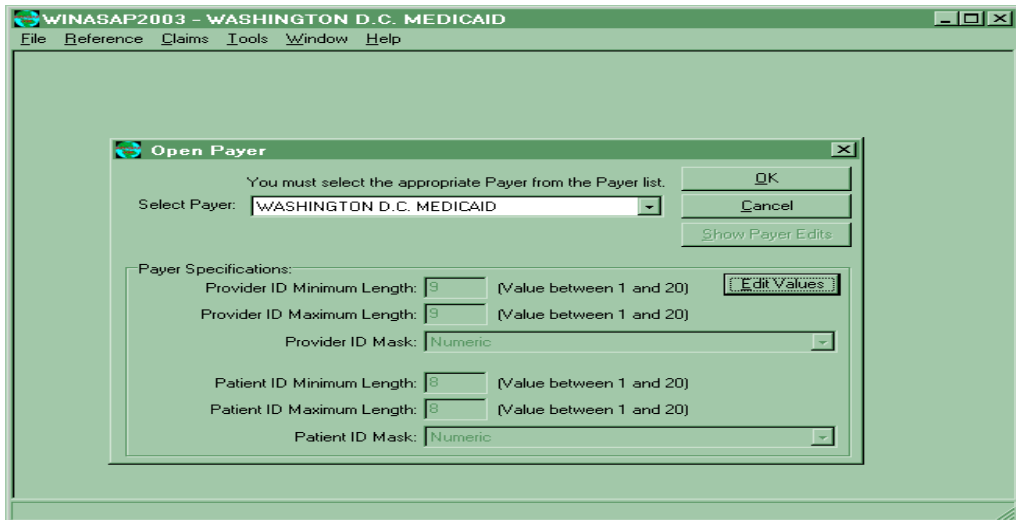 WINASAP2003 - WASHINGTON D.C. MEDICAID
File Reference Claims Tools Window Help
Open Payer
You must select the appropriate Payer from the Payer list.
OK
Select Payer: WASHINGTON D.C. MEDICAID
Cancel
Show Payer Edits
Payer Specifications:
Provider ID Minimum Length: 9 (Value between 1 and 20)
Edit Values
Provider ID Maximum Length: 9 (Value between 1 and 20)
Provider ID Mask: Numeric
Patient ID Minimum Length: 8 (Value between 1 and 20)
Patient ID Maximum Length: 8 (Value between 1 and 20)
Patient ID Mask: Numeric